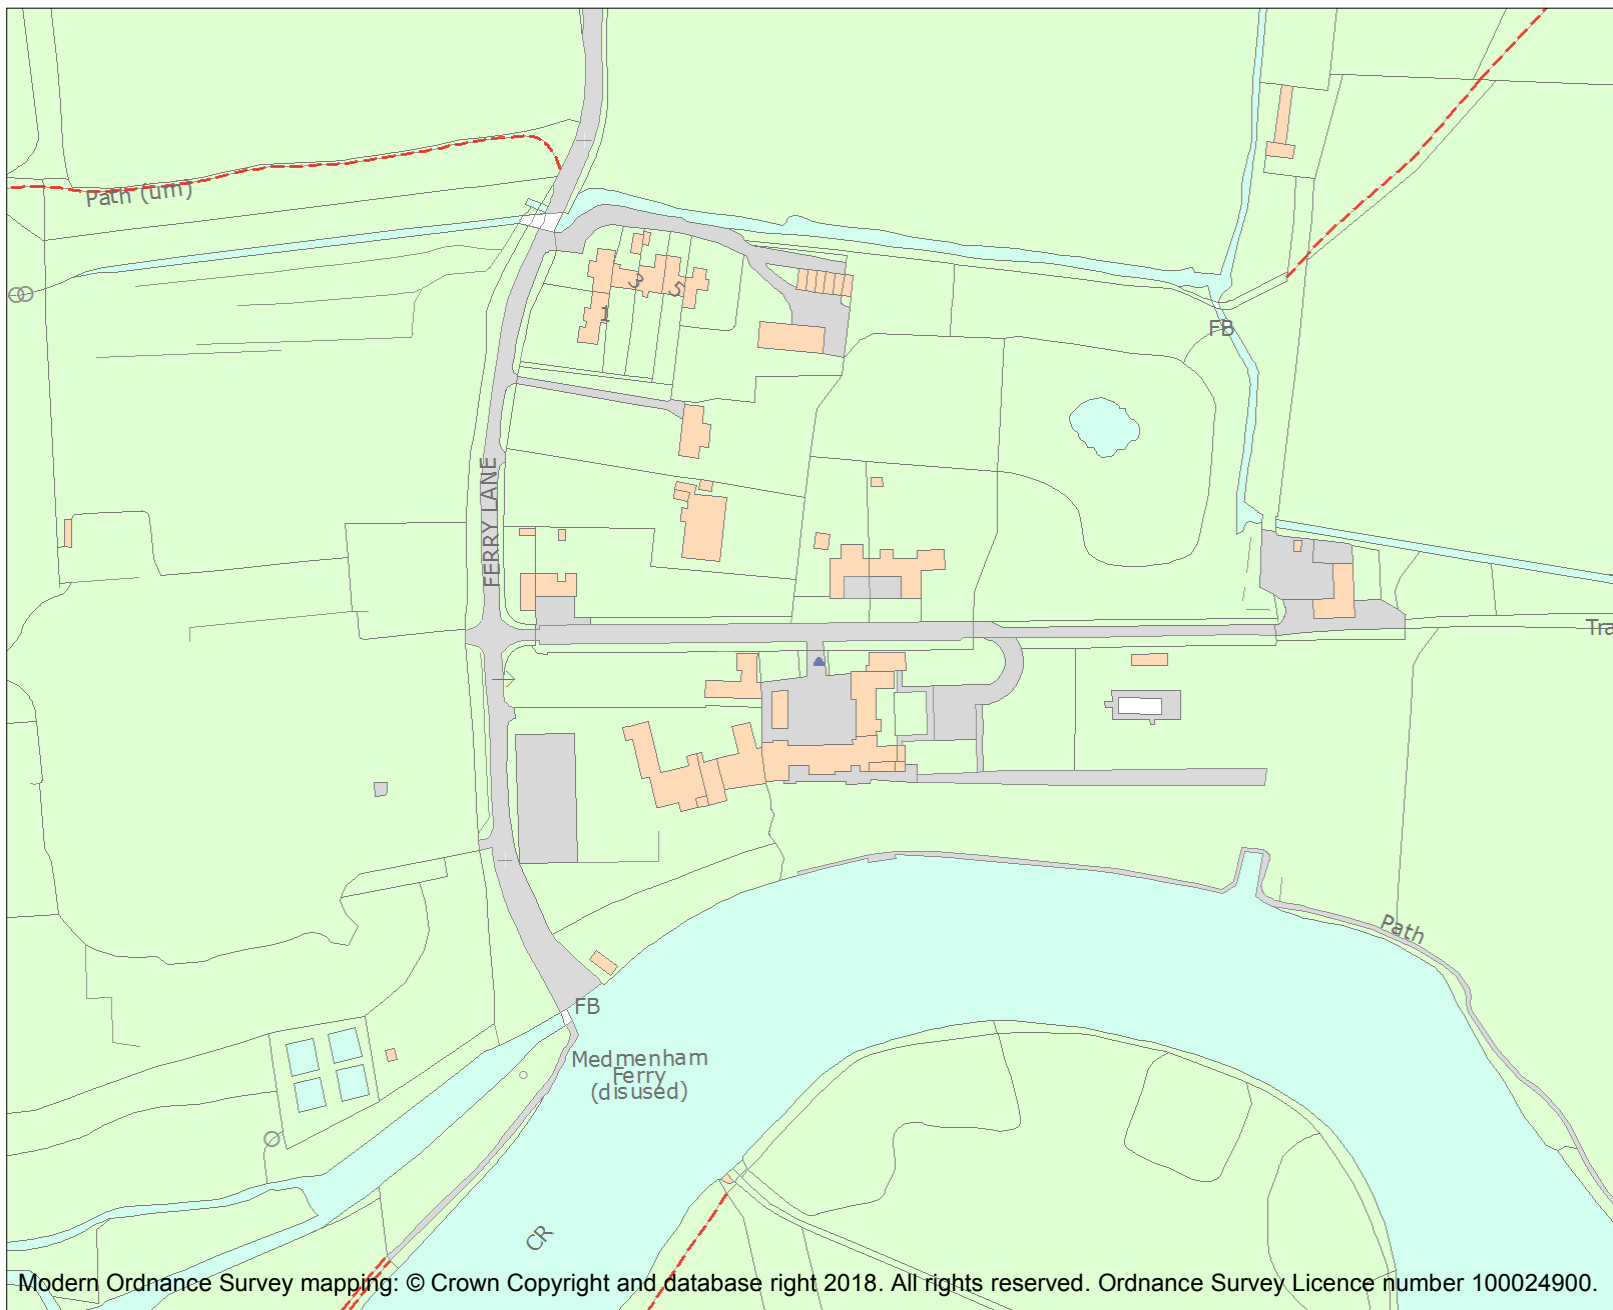 Path (um)
3
5
1
FB
FERRY LANE
Tra
Path
FB
Medmenham
Ferry
(disused)
CR
Modern Ordnance Survey mapping: © Crown Copyright and database right 2018. All rights reserved. Ordnance Survey Licence number 100024900.